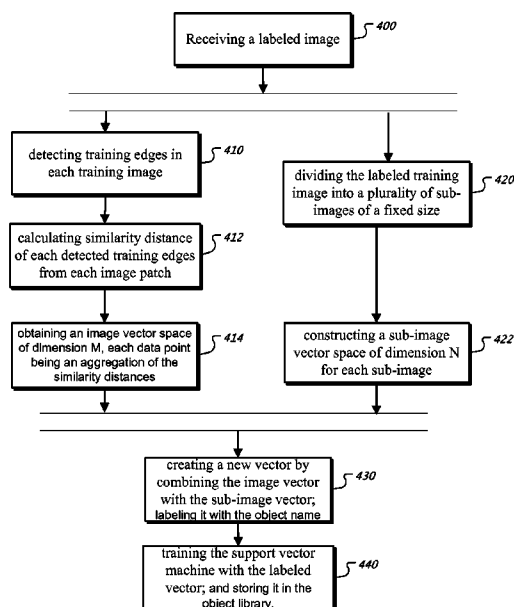 Receiving a labeled image
400
detecting training edges in
each training image
410
calculating similarity distance
of each detected training edges
from each image patch
412
obtaining an image vector space
of dimension M, each data point
being an aggregation of the
similarity distances
414
dividing the labeled training
image into a plurality of sub-
images of a fixed size
420
constructing a sub-image
vector space of dimension N
for each sub-image
422
creating a new vector by
combining the image vector
with the sub-image vector;
labeling it with the object name
430
training the support vector
machine with the labeled
vector; and storing it in the
object library.
440